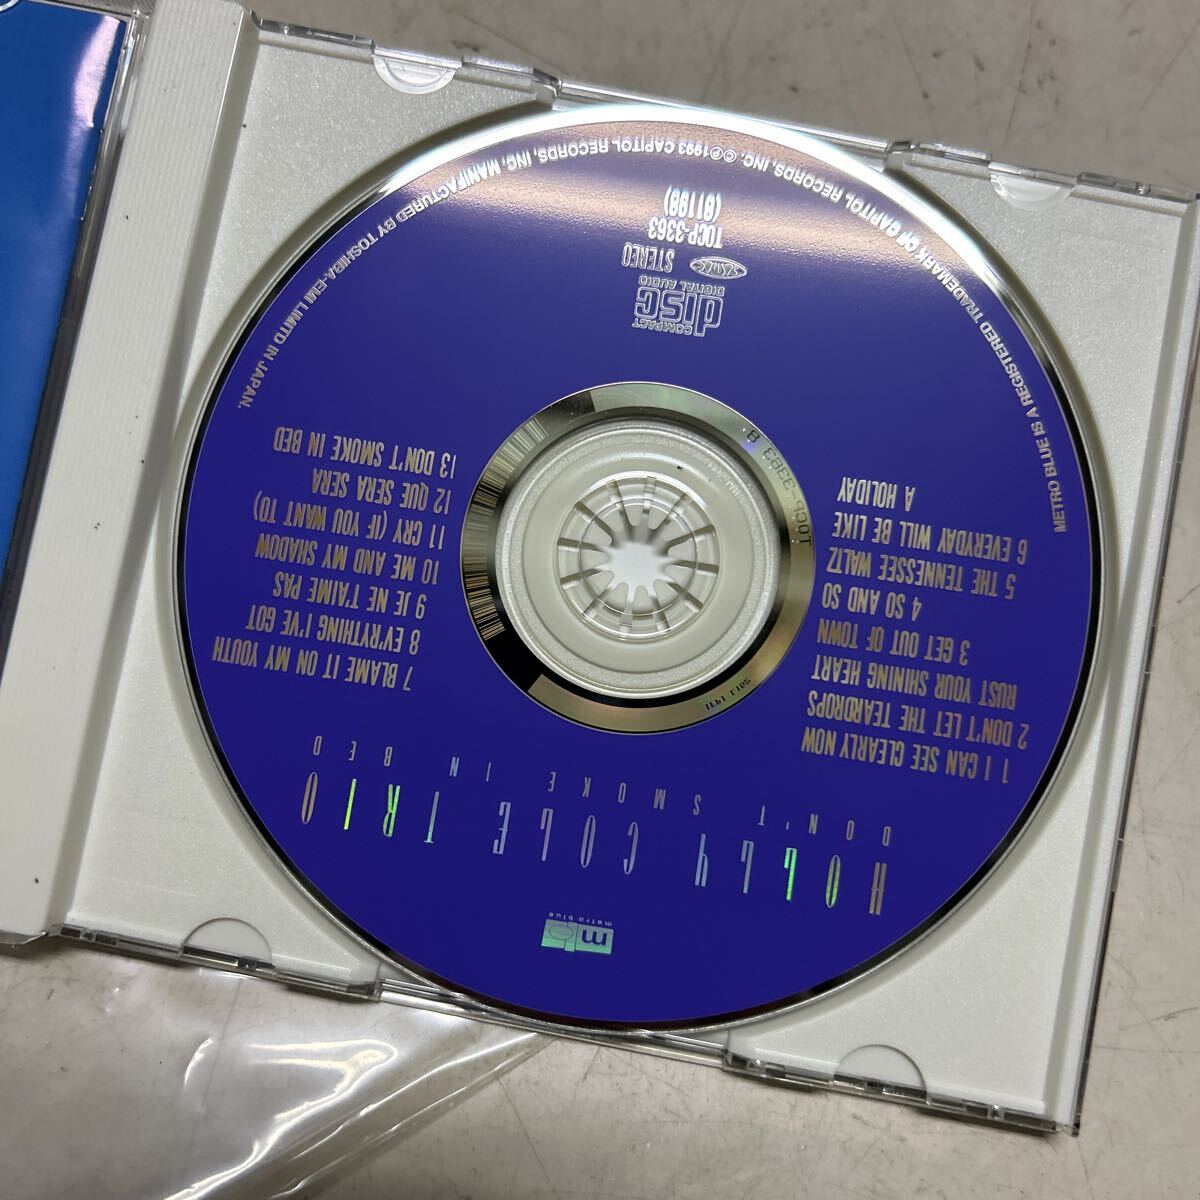 m b
metro blue
HOLLY COLE TRIO
DON'T SMOKE IN BED
1 I CAN SEE CLEARLY NOW
2 DON'T LET THE TEARDROPS
RUST YOUR SHINING HEART
3 GET OUT OF TOWN
4 SO AND SO
5 THE TENNESSEE WALTZ
6 EVERYDAY WILL BE LIKE
A HOLIDAY
7 BLAME IT ON MY YOUTH
8 EVRYTHING I'VE GOT
9 JE NE T'AIME PAS
10 ME AND MY SHADOW
11 CRY (IF YOU WANT TO)
12 QUE SERA SERA
13 DON'T SMOKE IN BED
COMPACT
disc
DIGITAL AUDIO
STEREO
TOCP-3363
METRO BLUE IS A REGISTERED TRADEMARK OF CAPITOL RECORDS, INC. ©℗1993 CAPITOL RECORDS, INC. MANIFACTURED BY TOSHIBA-EMI LIMITD IN JAPAN.
TOCP-3363 8